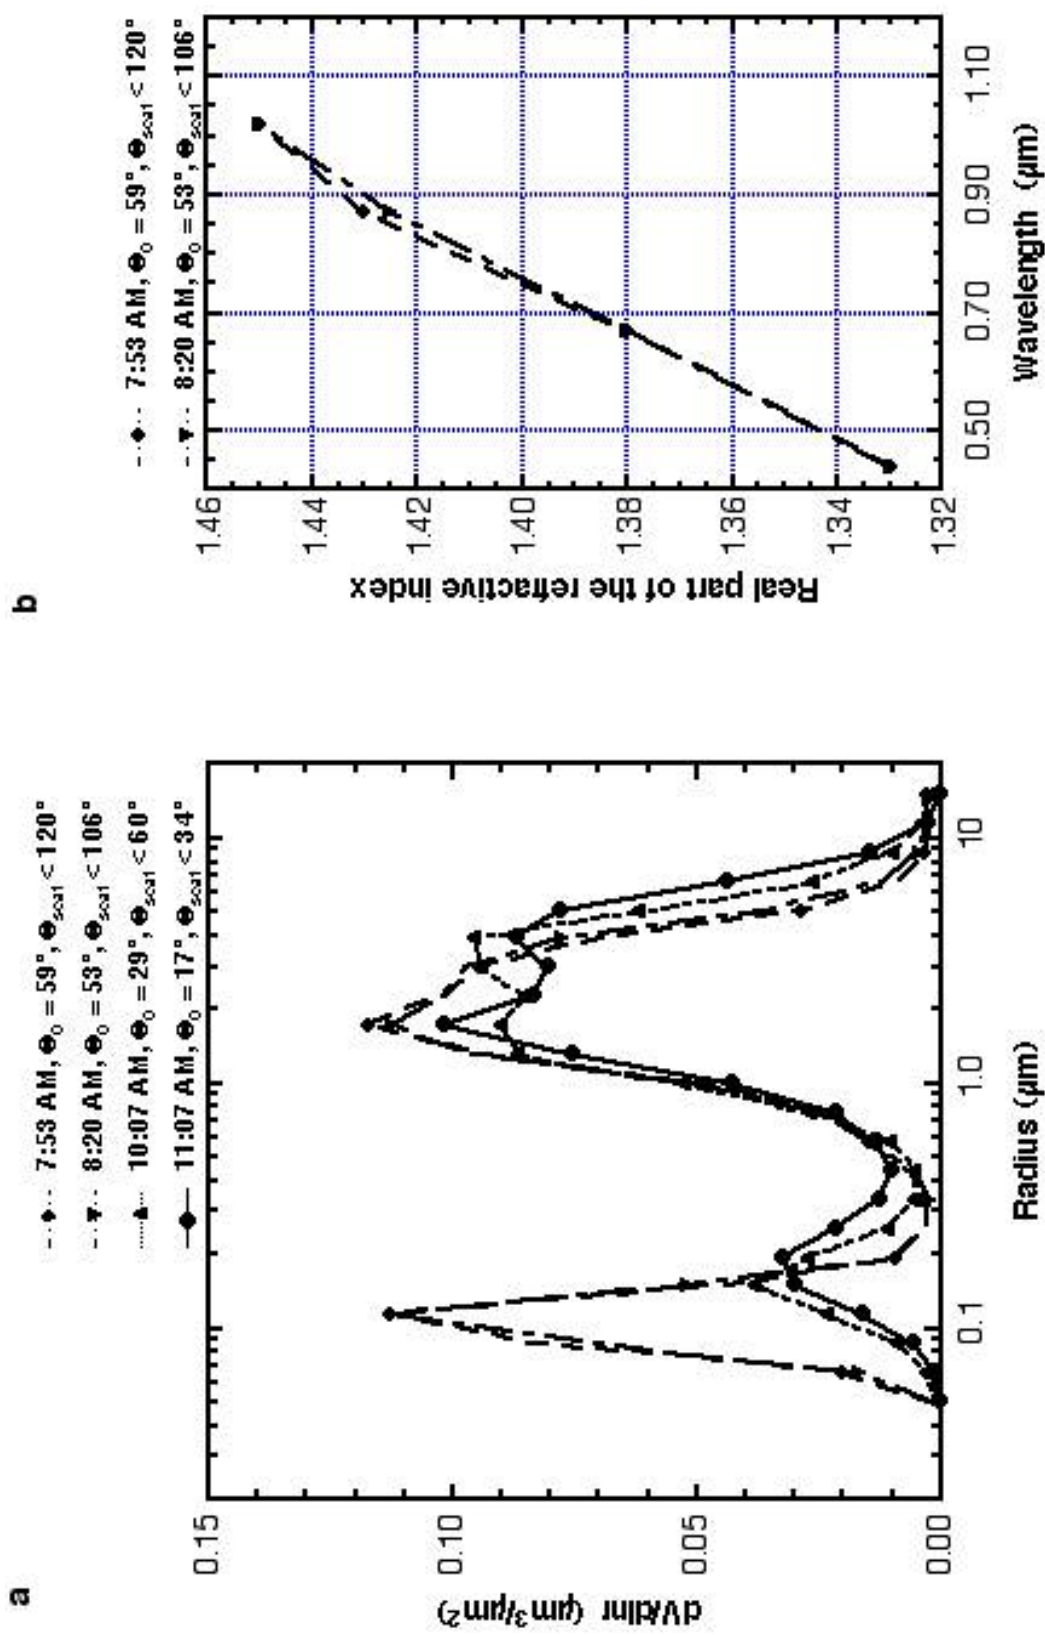 a
7:53 AM, Θ₀ = 59°, Θscat < 120°
8:20 AM, Θ₀ = 53°, Θscat < 106°
10:07 AM, Θ₀ = 29°, Θscat < 60°
11:07 AM, Θ₀ = 17°, Θscat < 34°
dV/dlnr (μm³/μm²)
0.15
0.10
0.05
0.00
0.1
1.0
10
Radius (μm)
b
7:53 AM, Θ₀ = 59°, Θscat < 120°
8:20 AM, Θ₀ = 53°, Θscat < 106°
Real part of the refractive index
1.46
1.44
1.42
1.40
1.38
1.36
1.34
1.32
0.50
0.70
0.90
1.10
Wavelength (μm)